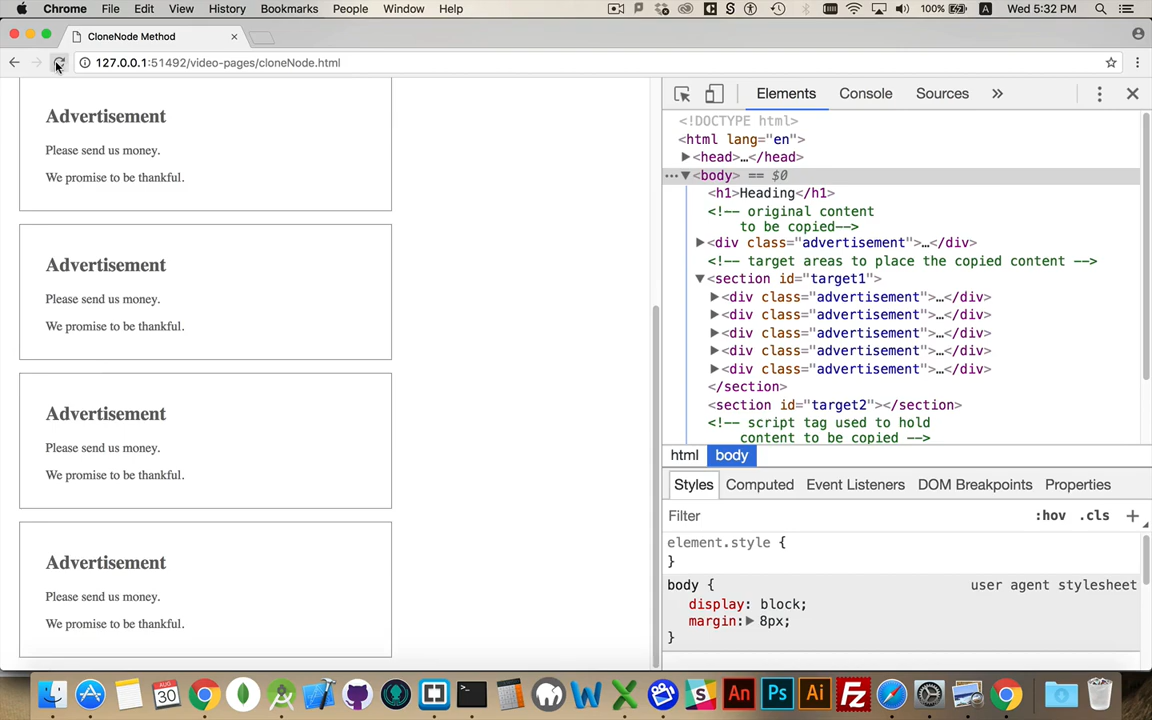 Chrome File Edit View History Bookmarks People Window Help 100% Wed 5:32 PM
CloneNode Method
127.0.0.1:51492/video-pages/cloneNode.html
Advertisement
Please send us money.
We promise to be thankful.
Advertisement
Please send us money.
We promise to be thankful.
Advertisement
Please send us money.
We promise to be thankful.
Advertisement
Please send us money.
We promise to be thankful.
Elements Console Sources »
<!DOCTYPE html>
<html lang="en">
▶<head>…</head>
…▼<body> == $0
<h1>Heading</h1>
<!-- original content
to be copied-->
▶<div class="advertisement">…</div>
<!-- target areas to place the copied content -->
▼<section id="target1">
▶<div class="advertisement">…</div>
▶<div class="advertisement">…</div>
▶<div class="advertisement">…</div>
▶<div class="advertisement">…</div>
▶<div class="advertisement">…</div>
</section>
<section id="target2"></section>
<!-- script tag used to hold
content to be copied -->
html body
Styles Computed Event Listeners DOM Breakpoints Properties
Filter :hov .cls +
element.style {
}
body { user agent stylesheet
display: block;
margin:▶ 8px;
}
AUG
30
An Ps Ai Fz